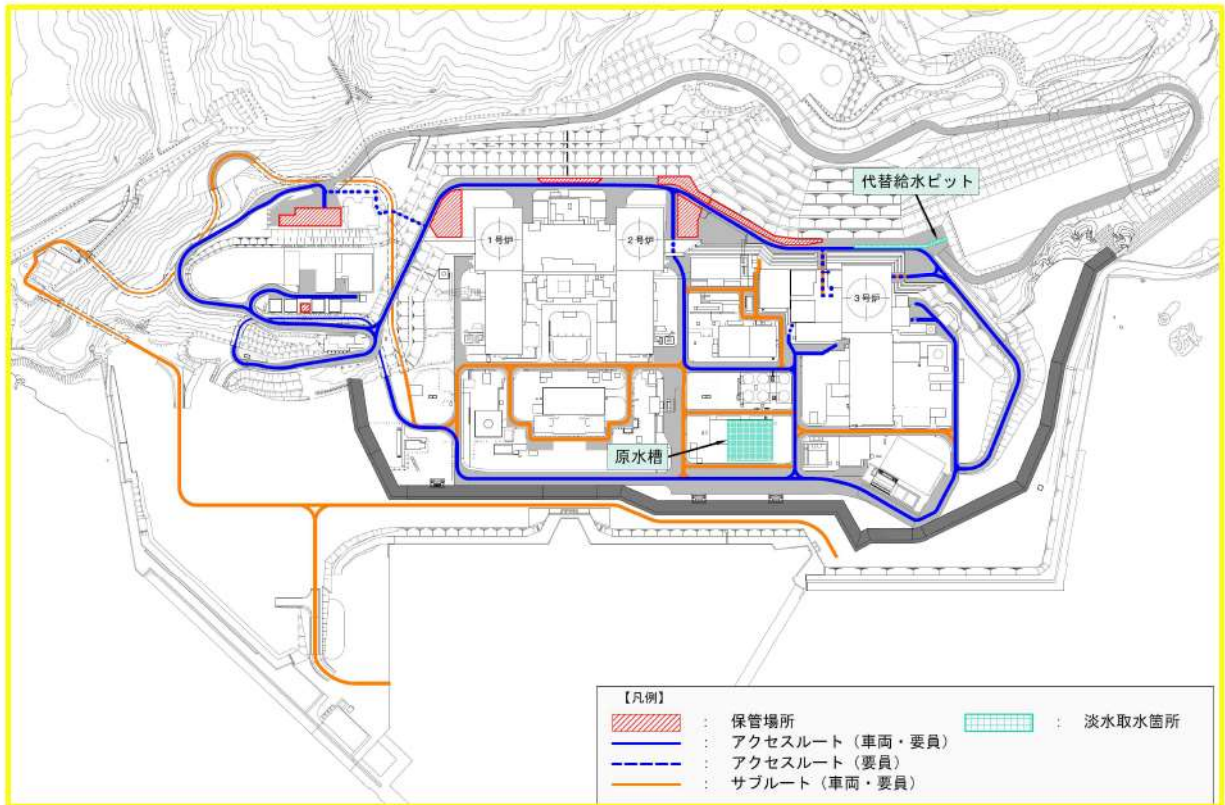 代替給水ピット
1号炉
2号炉
3号炉
原水槽
【凡例】
： 保管場所
： 淡水取水箇所
： アクセスルート（車両・要員）
： アクセスルート（要員）
： サブルート（車両・要員）